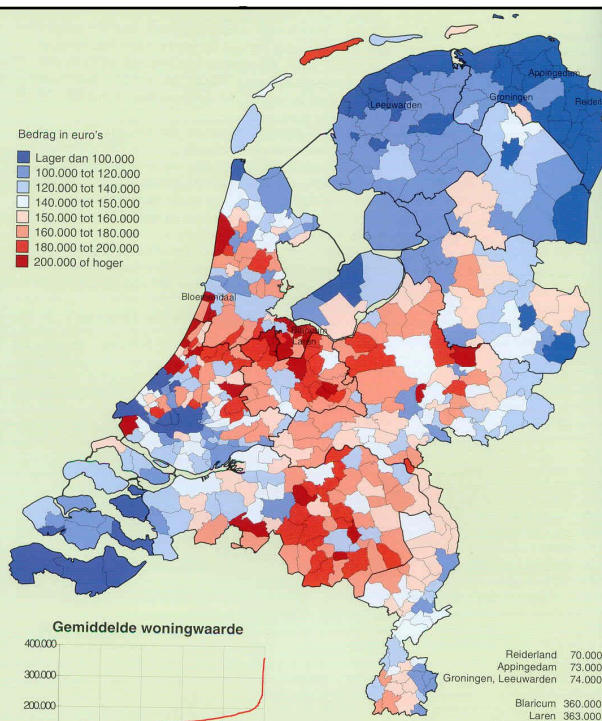 Appingedam
Groningen
Leeuwarden
Bedrag in euro's
Lager dan 100.000
100.000 tot 120.000
120.000 tot 140.000
140.000 tot 150.000
150.000 tot 160.000
160.000 tot 180.000
180.000 tot 200.000
200.000 of hoger
Bloemendaal
Blaricum
Laren
Gemiddelde woningwaarde
400.000
300.000
200.000
Reiderland 70.000
Appingedam 73.000
Groningen, Leeuwarden 74.000
Blaricum 360.000
Laren 363.000